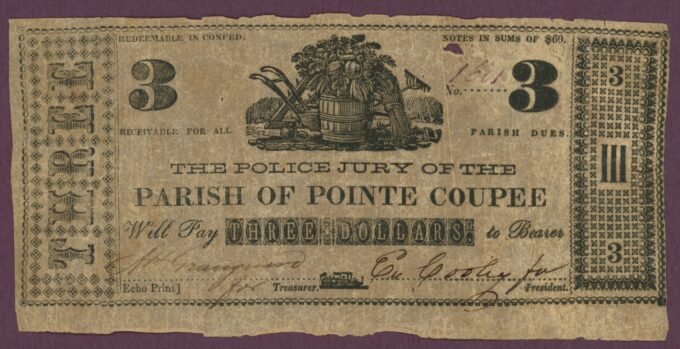 THREE
REDEEMABLE IN CONFED.
NOTES IN SUMS OF $60.
3
No.
3
RECEIVABLE FOR ALL
PARISH DUES.
THE POLICE JURY OF THE
PARISH OF POINTE COUPEE
Will Pay THREE DOLLARS to Bearer
for Treasurer.
President.
Echo Print]
3
III
3